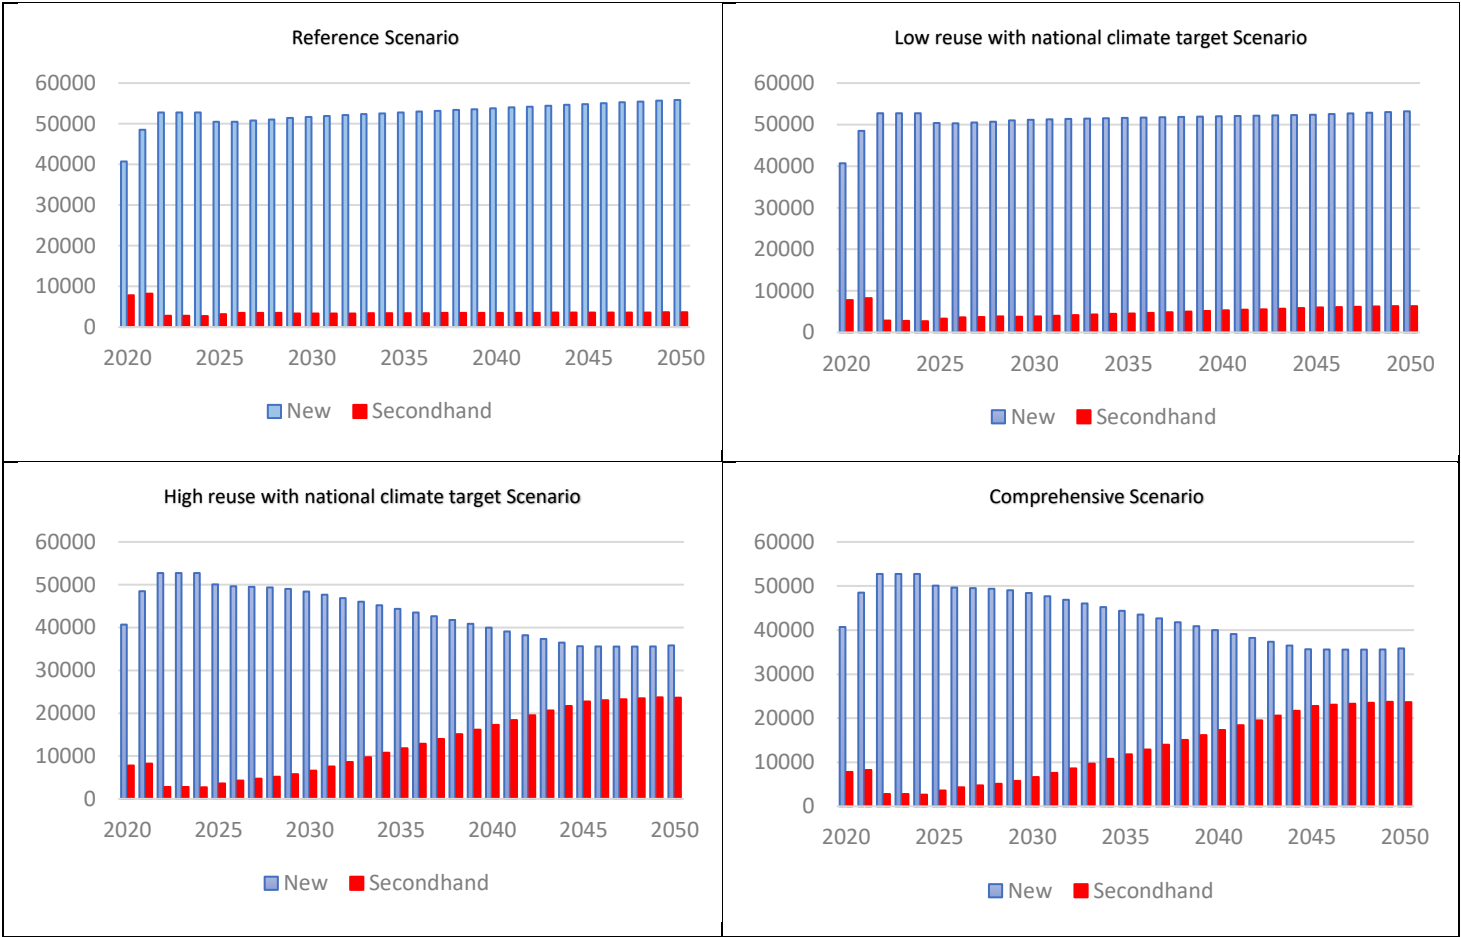 Reference Scenario
60000
50000
40000
30000
20000
10000
0
2020 2025 2030 2035 2040 2045 2050
New Secondhand
Low reuse with national climate target Scenario
60000
50000
40000
30000
20000
10000
0
2020 2025 2030 2035 2040 2045 2050
New Secondhand
High reuse with national climate target Scenario
60000
50000
40000
30000
20000
10000
0
2020 2025 2030 2035 2040 2045 2050
New Secondhand
Comprehensive Scenario
60000
50000
40000
30000
20000
10000
0
2020 2025 2030 2035 2040 2045 2050
New Secondhand